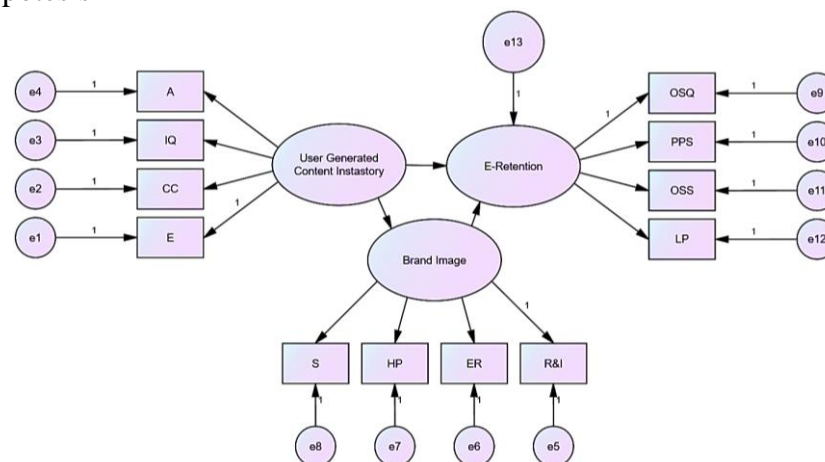 e13
e4
1
A
e3
1
IQ
e2
1
CC
e1
1
E
1
User Generated
Content Instastory
1
E-Retention
Brand Image
1
OSQ
1
e9
PPS
1
e10
OSS
1
e11
LP
1
e12
1
S
HP
ER
R&I
1
1
1
1
e8
e7
e6
e5